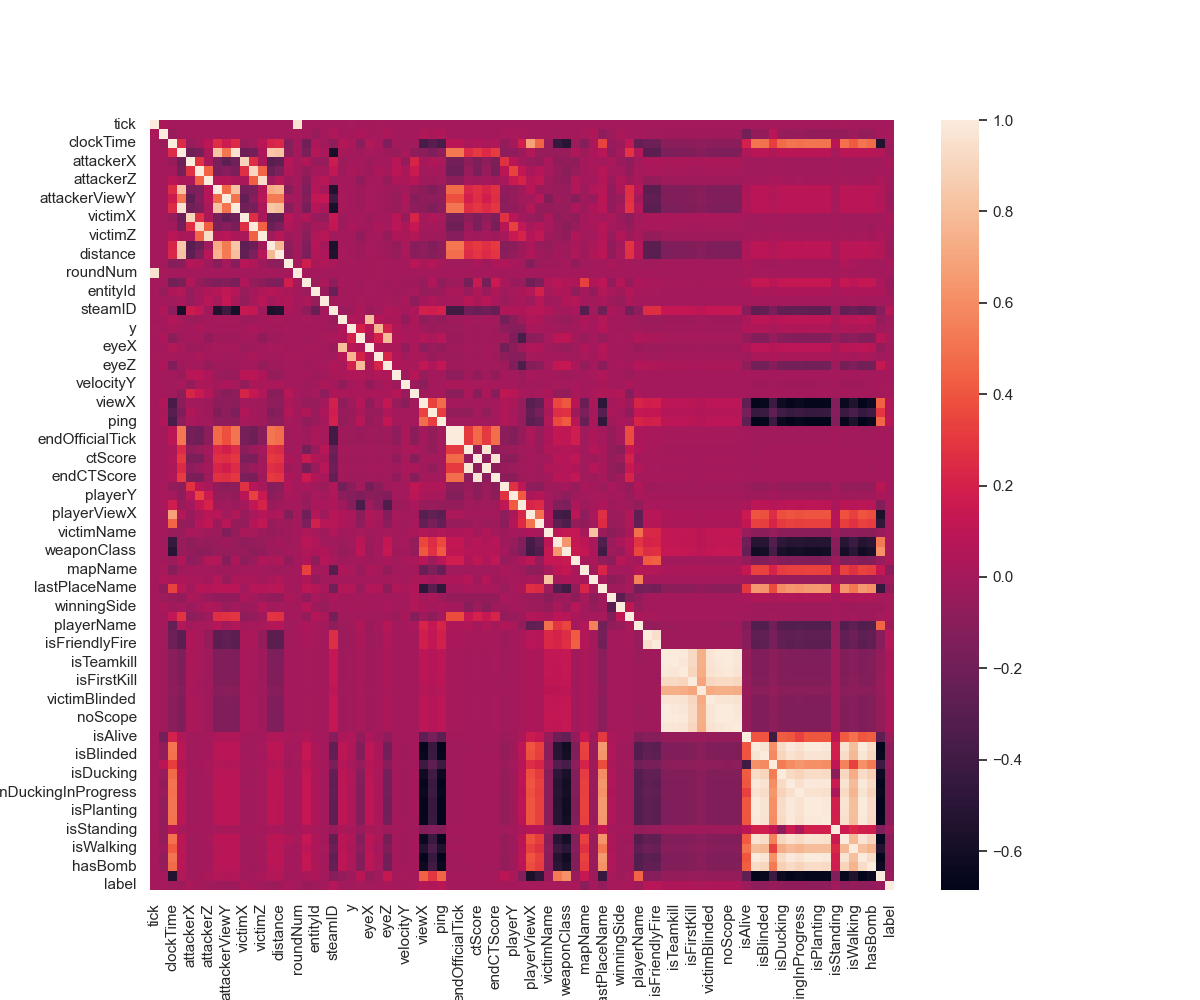 tick
clockTime
attackerX
attackerZ
attackerViewY
victimX
victimZ
distance
roundNum
entityId
steamID
y
eyeX
eyeZ
velocityY
viewX
ping
endOfficialTick
ctScore
endCTScore
playerY
playerViewX
victimName
weaponClass
mapName
lastPlaceName
winningSide
playerName
isFriendlyFire
isTeamkill
isFirstKill
victimBlinded
noScope
isAlive
isBlinded
isDucking
nDuckingInProgress
isPlanting
isStanding
isWalking
hasBomb
label
tick
clockTime
attackerX
attackerZ
attackerViewY
victimX
victimZ
distance
roundNum
entityId
steamID
y
eyeX
eyeZ
velocityY
viewX
ping
endOfficialTick
ctScore
endCTScore
playerY
playerViewX
victimName
weaponClass
mapName
astPlaceName
winningSide
playerName
isFriendlyFire
isTeamkill
isFirstKill
victimBlinded
noScope
isAlive
isBlinded
isDucking
ingInProgress
isPlanting
isStanding
isWalking
hasBomb
label
1.0
0.8
0.6
0.4
0.2
0.0
−0.2
−0.4
−0.6